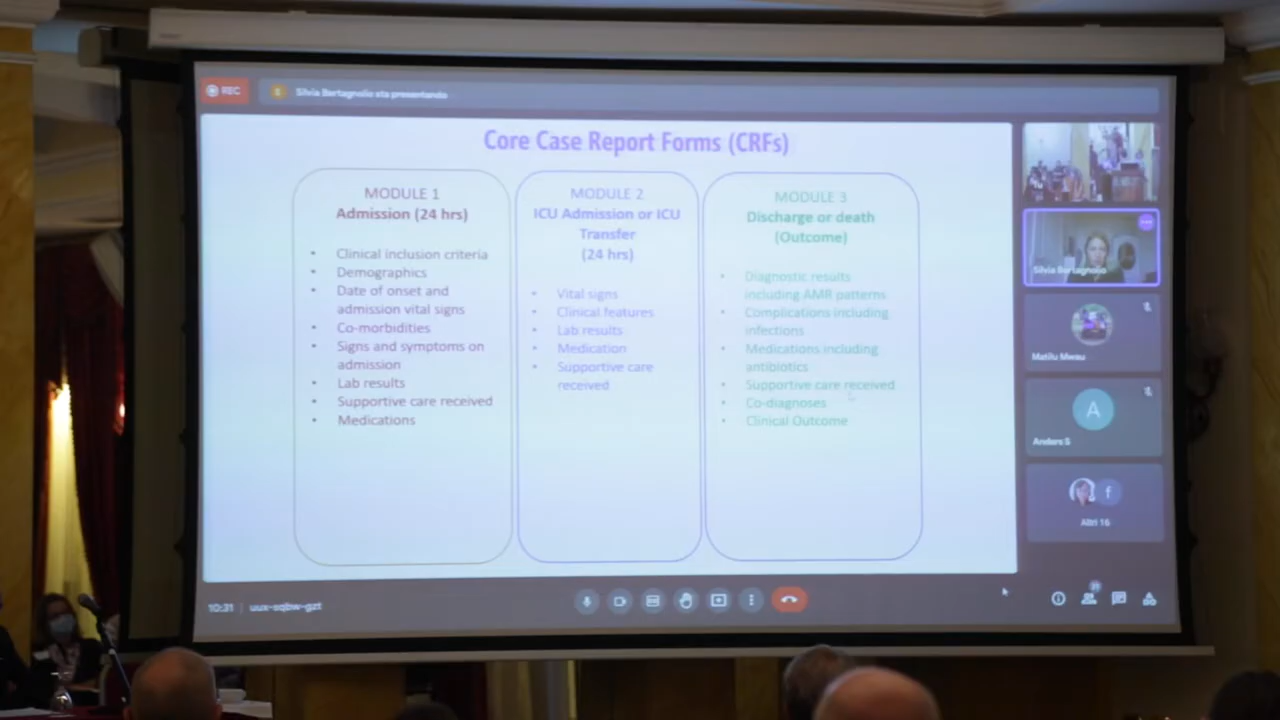 REC
Silvia Bertagnolio sta presentando
Core Case Report Forms (CRFs)
MODULE 1
Admission (24 hrs)
• Clinical inclusion criteria
• Demographics
• Date of onset and
admission vital signs
• Co-morbidities
• Signs and symptoms on
admission
• Lab results
• Supportive care received
• Medications
MODULE 2
ICU Admission or ICU
Transfer
(24 hrs)
• Vital signs
• Clinical features
• Lab results
• Medication
• Supportive care
received
MODULE 3
Discharge or death
(Outcome)
• Diagnostic results
including AMR patterns
• Complications including
infections
• Medications including
antibiotics
• Supportive care received
• Co-diagnoses
• Clinical Outcome
Silvia Bertagnolio
Matilu Mwau
A
Anders S
f
Altri 16
10:31 | uux-sqbw-gzt